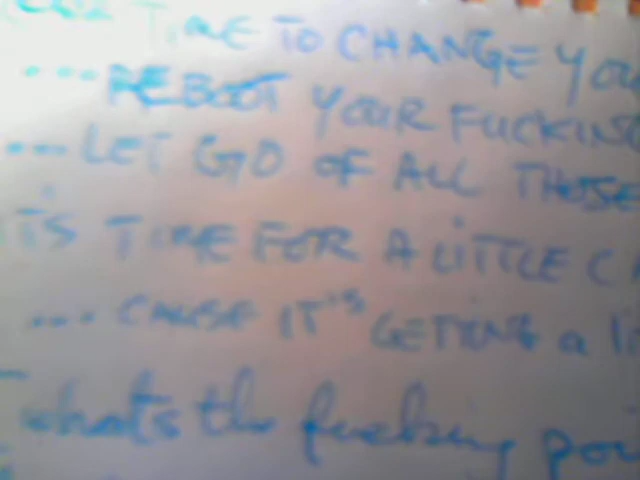 TIME TO CHANGE YOU
---- REBOOT YOUR FUCKING
--- LET GO OF ALL THOSE
ITS TIME FOR A LITTLE
--- CAUSE IT'S GETTING a
whats the fucking